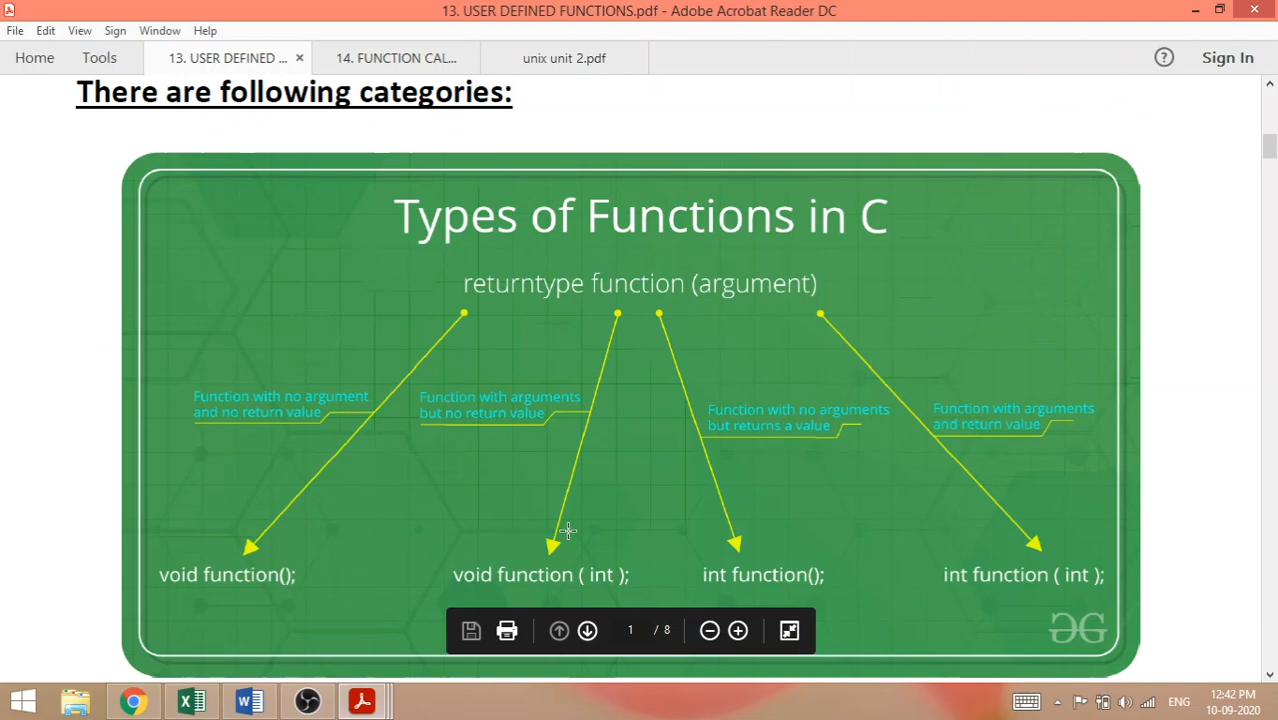 13. USER DEFINED FUNCTIONS.pdf - Adobe Acrobat Reader DC
File Edit View Sign Window Help
Home Tools 13. USER DEFINED ... × 14. FUNCTION CAL... unix unit 2.pdf ? Sign In
There are following categories:
Types of Functions in C
returntype function (argument)
Function with no argument
and no return value
Function with arguments
but no return value
Function with no arguments
but returns a value
Function with arguments
and return value
void function();
void function ( int );
int function();
int function ( int );
1 / 8
ENG
12:42 PM
10-09-2020